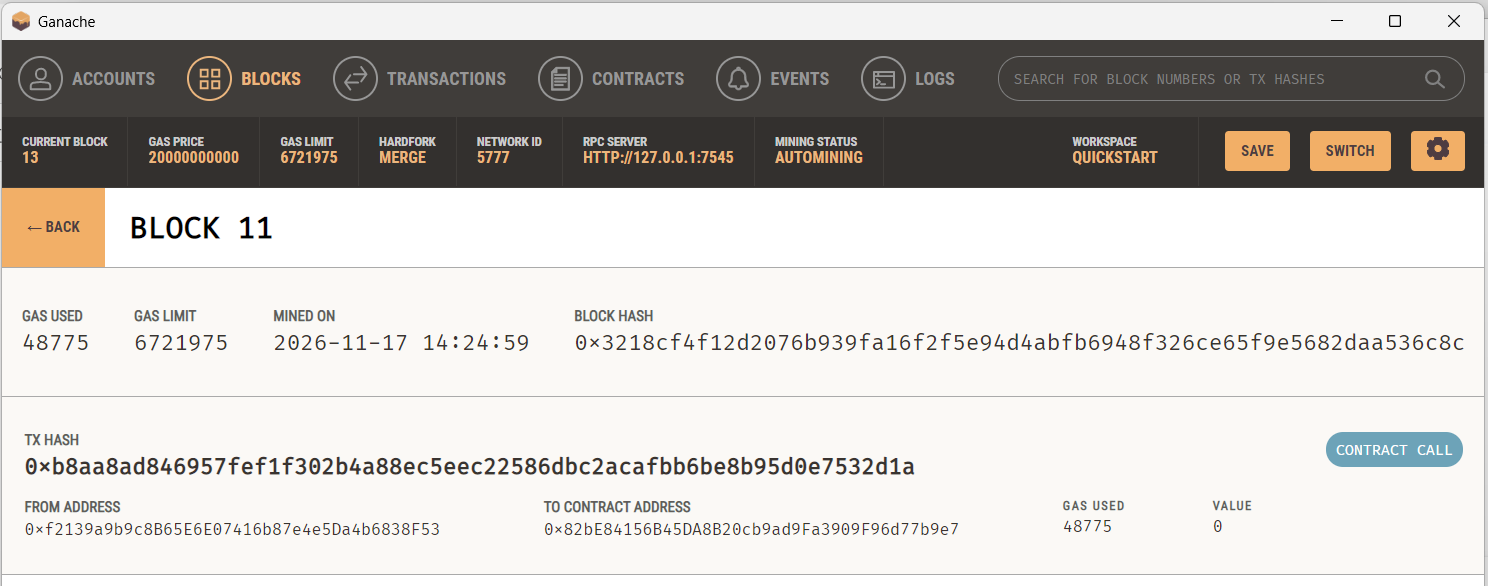 Ganache
ACCOUNTS BLOCKS TRANSACTIONS CONTRACTS EVENTS LOGS SEARCH FOR BLOCK NUMBERS OR TX HASHES
CURRENT BLOCK GAS PRICE GAS LIMIT HARDFORK NETWORK ID RPC SERVER MINING STATUS WORKSPACE
13 20000000000 6721975 MERGE 5777 HTTP://127.0.0.1:7545 AUTOMINING QUICKSTART SAVE SWITCH
← BACK BLOCK 11
GAS USED GAS LIMIT MINED ON BLOCK HASH
48775 6721975 2026-11-17 14:24:59 0×3218cf4f12d2076b939fa16f2f5e94d4abfb6948f326ce65f9e5682daa536c8c
TX HASH
0×b8aa8ad846957fef1f302b4a88ec5eec22586dbc2acafbb6be8b95d0e7532d1a CONTRACT CALL
FROM ADDRESS TO CONTRACT ADDRESS GAS USED VALUE
0×f2139a9b9c8B65E6E07416b87e4e5Da4b6838F53 0×82bE84156B45DA8B20cb9ad9Fa3909F96d77b9e7 48775 0